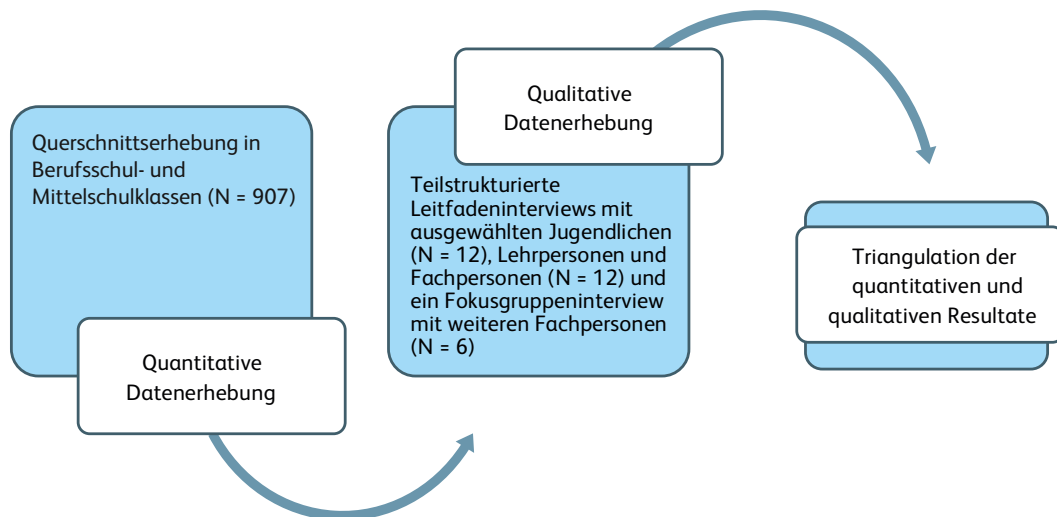 Querschnittserhebung in
Berufsschul- und
Mittelschulklassen (N = 907)
Quantitative
Datenerhebung
Qualitative
Datenerhebung
Teilstrukturierte
Leitfadeninterviews mit
ausgewählten Jugendlichen
(N = 12), Lehrpersonen und
Fachpersonen (N = 12) und
ein Fokusgruppeninterview
mit weiteren Fachpersonen
(N = 6)
Triangulation der
quantitativen und
qualitativen Resultate